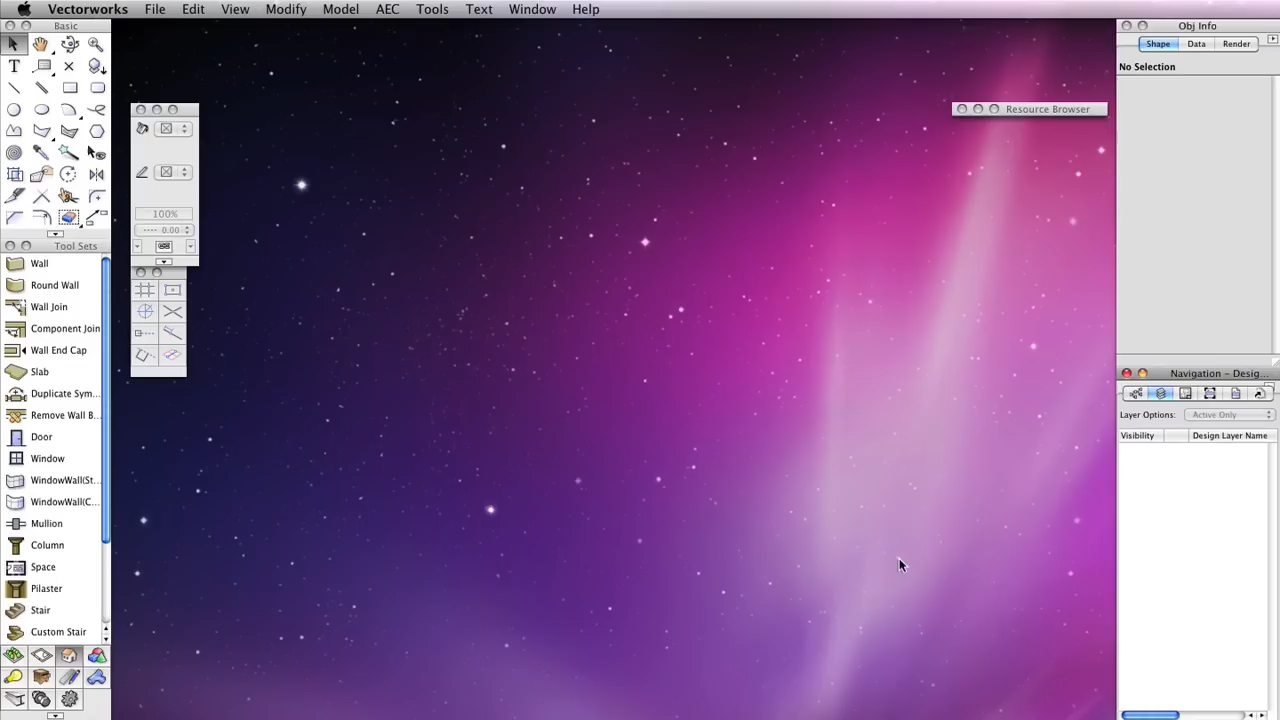 Vectorworks File Edit View Modify Model AEC Tools Text Window Help
Basic
Obj Info
Shape Data Render
No Selection
Resource Browser
100%
0.00
Tool Sets
Wall
Round Wall
Wall Join
Component Join
Wall End Cap
Slab
Duplicate Sym...
Remove Wall B...
Door
Window
WindowWall(St...
WindowWall(C...
Mullion
Column
Space
Pilaster
Stair
Custom Stair
Navigation - Desig...
Layer Options: Active Only
Visibility Design Layer Name